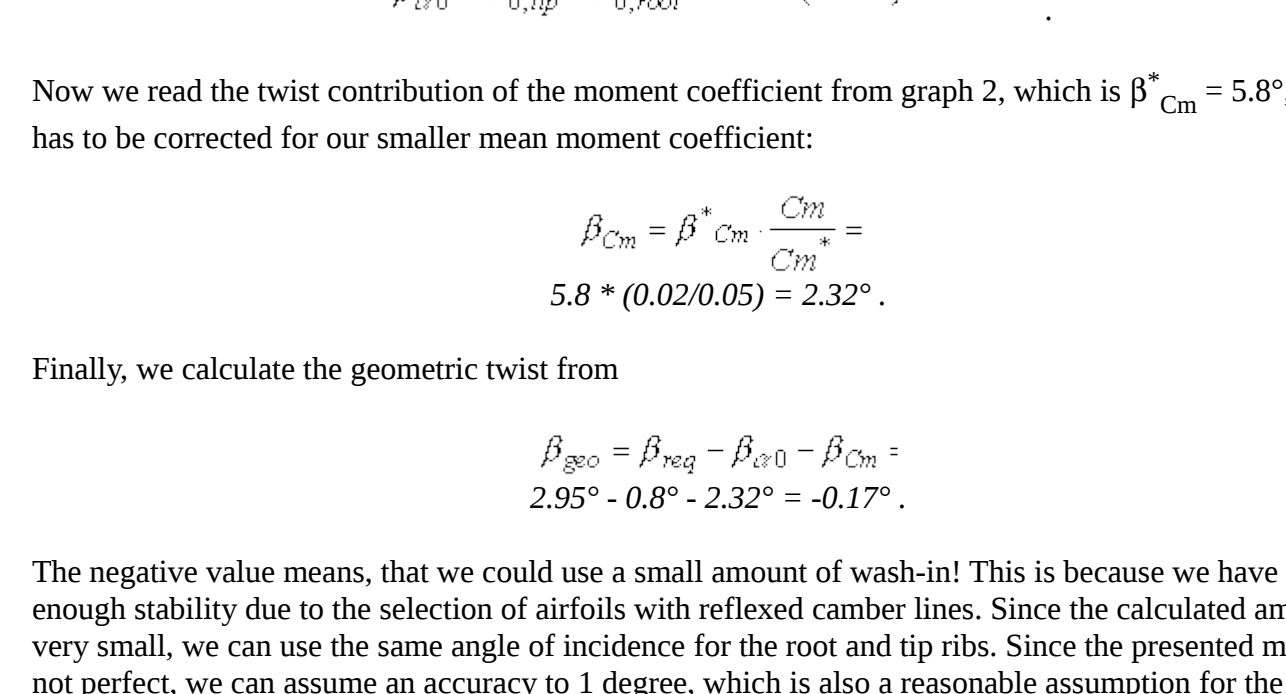 Now we read the twist contribution of the moment coefficient from graph 2, which is β*Cm = 5.8°
has to be corrected for our smaller mean moment coefficient:
βCm = β*Cm · Cm / Cm* =
5.8 * (0.02/0.05) = 2.32° .
Finally, we calculate the geometric twist from
βgeo = βreq − βα0 − βCm =
2.95° - 0.8° - 2.32° = -0.17° .
The negative value means, that we could use a small amount of wash-in! This is because we have
enough stability due to the selection of airfoils with reflexed camber lines. Since the calculated am
very small, we can use the same angle of incidence for the root and tip ribs. Since the presented m
not perfect, we can assume an accuracy to 1 degree, which is also a reasonable assumption for the